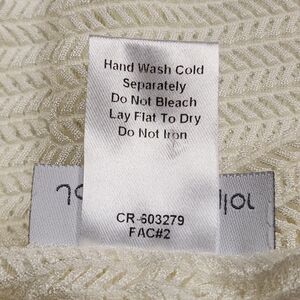 Hand Wash Cold
Separately
Do Not Bleach
Lay Flat To Dry
Do Not Iron
CR-603279
FAC#2